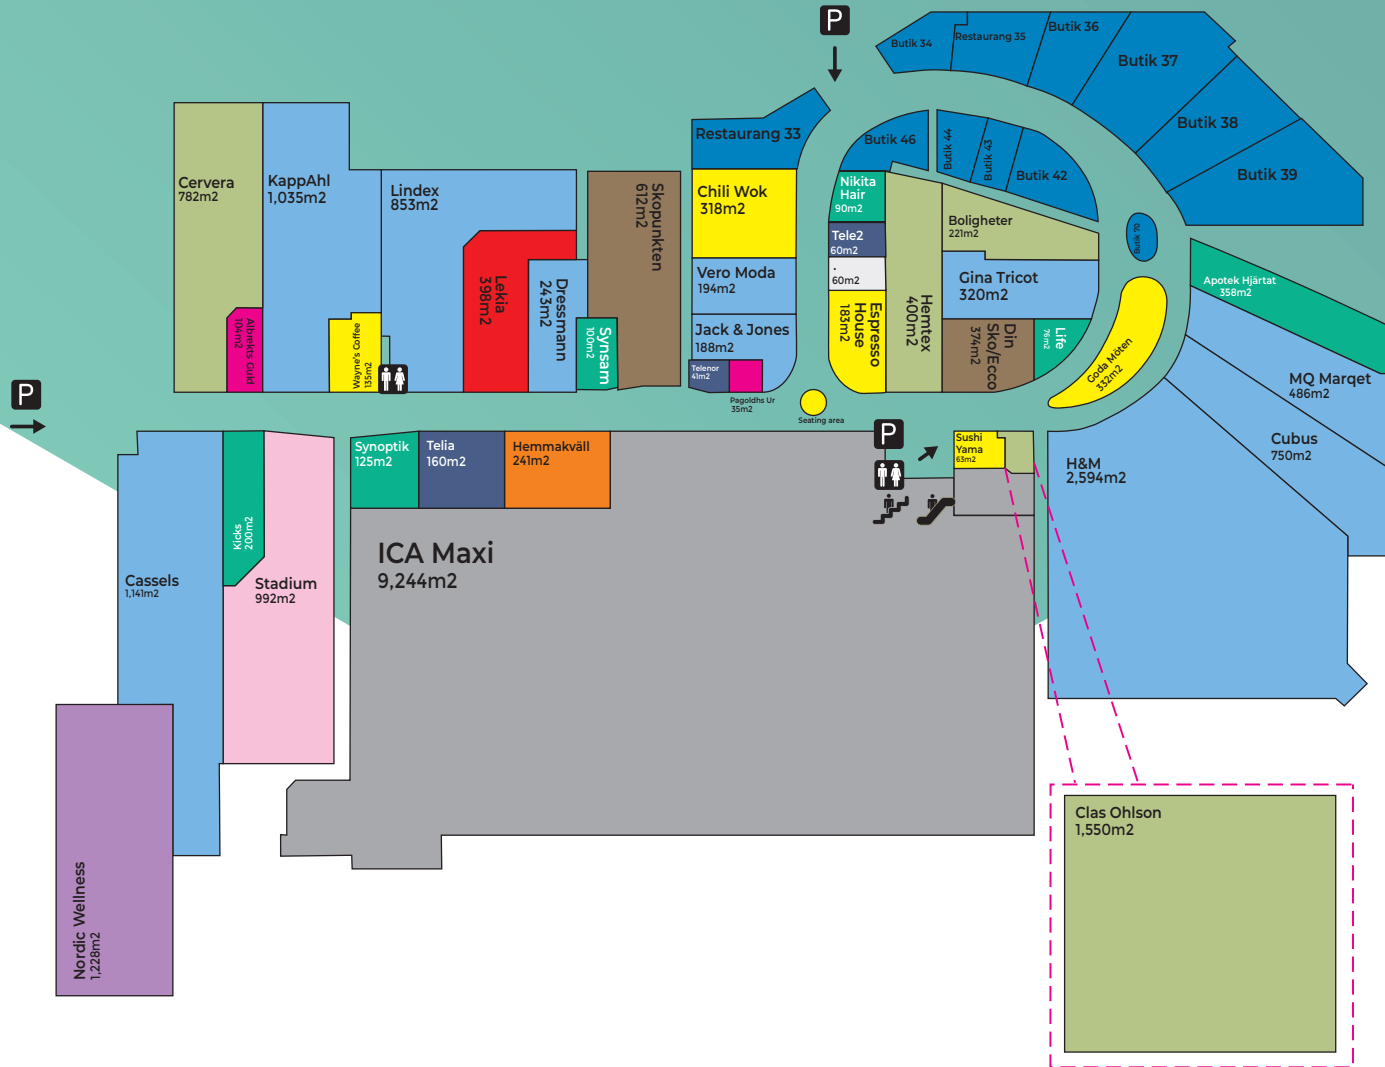 P
Butik 34
Restaurang 35
Butik 36
Butik 37
Butik 38
Butik 39
Restaurang 33
Butik 46
Butik 44
Butik 43
Butik 42
Butik 70
Cervera
782m2
KappAhl
1,035m2
Lindex
853m2
Skopunkten
612m2
Chili Wok
318m2
Nikita
Hair
90m2
Tele2
60m2
.
60m2
Boligheter
221m2
Gina Tricot
320m2
Apotek Hjärtat
358m2
Vero Moda
194m2
Jack & Jones
188m2
Lekia
398m2
Dressmann
243m2
Synsam
100m2
Albrekts Guld
104m2
Wayne's Coffee
135m2
Telenor
41m2
Pagoldhs Ur
35m2
Espresso
House
183m2
Hemtex
400m2
Din
Sko/Ecco
374m2
Life
76m2
Goda Möten
332m2
MQ Marqet
486m2
Cubus
750m2
H&M
2,594m2
P
Seating area
P
Sushi
Yama
63m2
Synoptik
125m2
Telia
160m2
Hemmakväll
241m2
Kicks
200m2
Cassels
1,141m2
Stadium
992m2
ICA Maxi
9,244m2
Nordic Wellness
1,228m2
Clas Ohlson
1,550m2